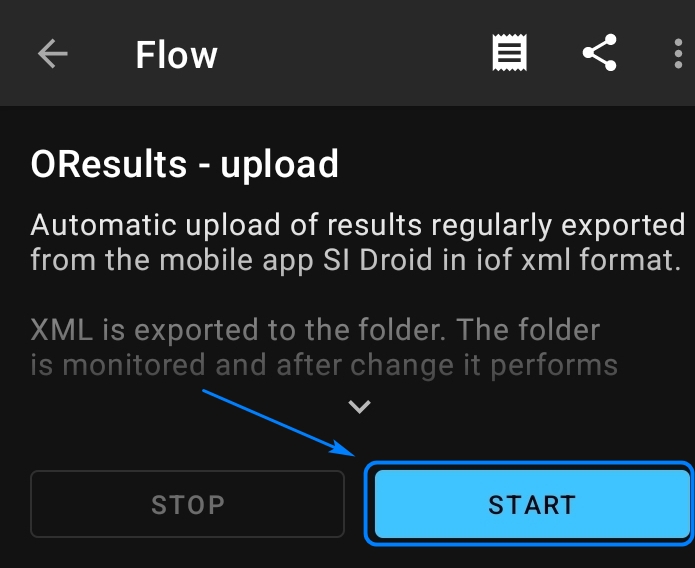 Flow
OResults - upload
Automatic upload of results regularly exported
from the mobile app SI Droid in iof xml format.
XML is exported to the folder. The folder
is monitored and after change it performs
STOP
START